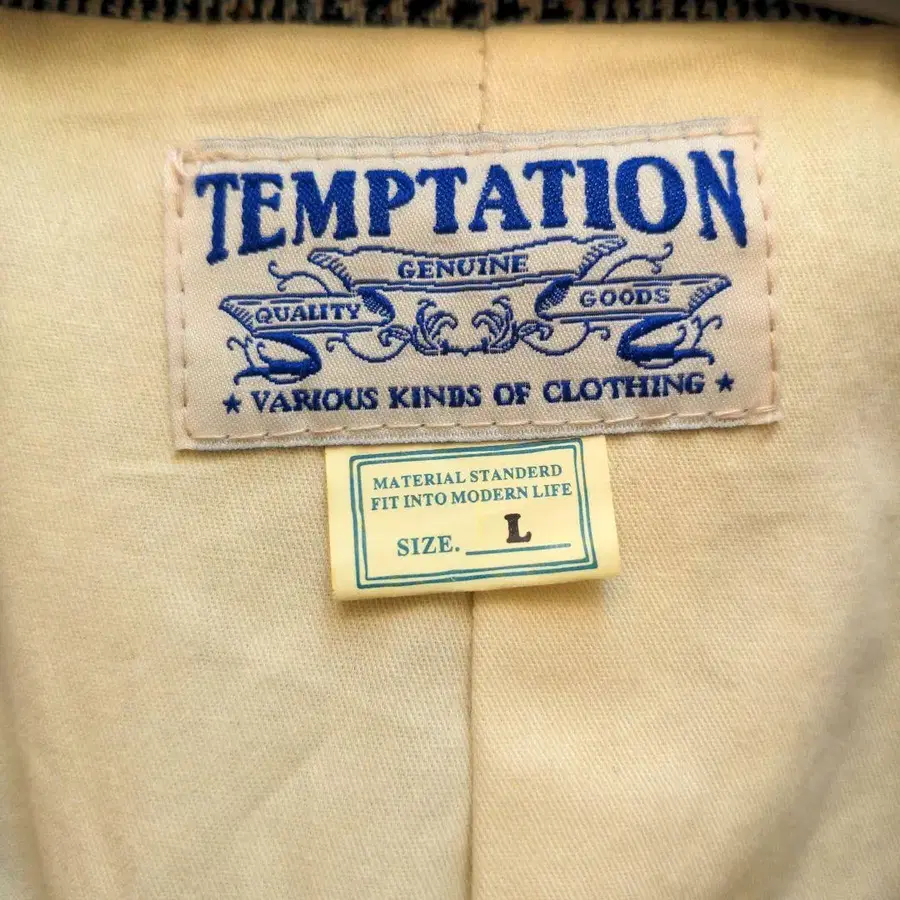 TEMPTATION
GENUINE
QUALITY
GOODS
★ VARIOUS KINDS OF CLOTHING ★
MATERIAL STANDERD
FIT INTO MODERN LIFE
SIZE. L